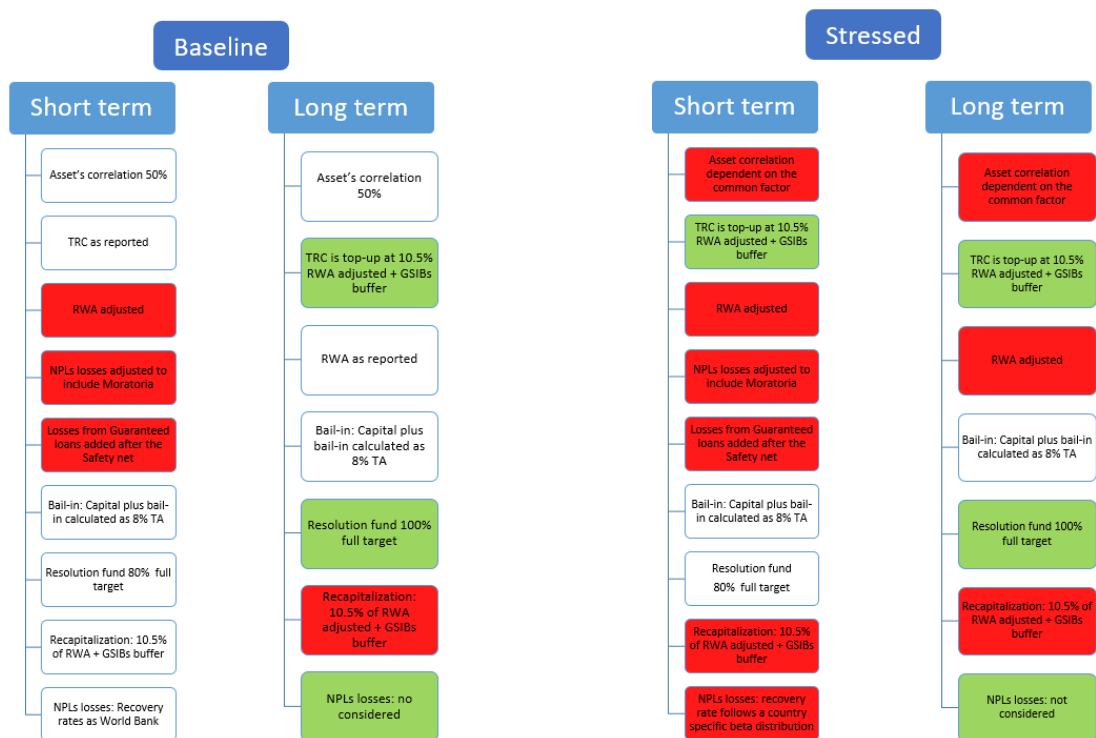 Baseline
Short term
Asset's correlation 50%
TRC as reported
RWA adjusted
NPLs losses adjusted to
include Moratoria
Losses from Guaranteed
loans added after the
Safety net
Bail-in: Capital plus bail-
in calculated as 8% TA
Resolution fund 80% full
target
Recapitalization: 10.5%
of RWA + GSIBs buffer
NPLs losses: Recovery
rates as World Bank
Long term
Asset's correlation
50%
TRC is top-up at 10.5%
RWA adjusted + GSIBs
buffer
RWA as reported
Bail-in: Capital plus
bail-in calculated as
8% TA
Resolution fund 100%
full target
Recapitalization:
10.5% of RWA
adjusted + GSIBs
buffer
NPLs losses: no
considered
Stressed
Short term
Asset correlation
dependent on the
common factor
TRC is top-up at 10.5%
RWA adjusted + GSIBs
buffer
RWA adjusted
NPLs losses adjusted to
include Moratoria
Losses from Guaranteed
loans added after the
Safety net
Bail-in: Capital plus bail-
in calculated as 8% TA
Resolution fund
80% full target
Recapitalization: 10.5%
of RWA adjusted + GSIBs
buffer
NPLs losses: recovery
rate follows a country
specific beta distribution
Long term
Asset correlation
dependent on the
common factor
TRC is top-up at 10.5%
RWA adjusted + GSIBs
buffer
RWA adjusted
Bail-in: Capital plus bail-in
calculated as 8% TA
Resolution fund 100%
full target
Recapitalization: 10.5% of
RWA adjusted + GSIBs
buffer
NPLs losses: not
considered